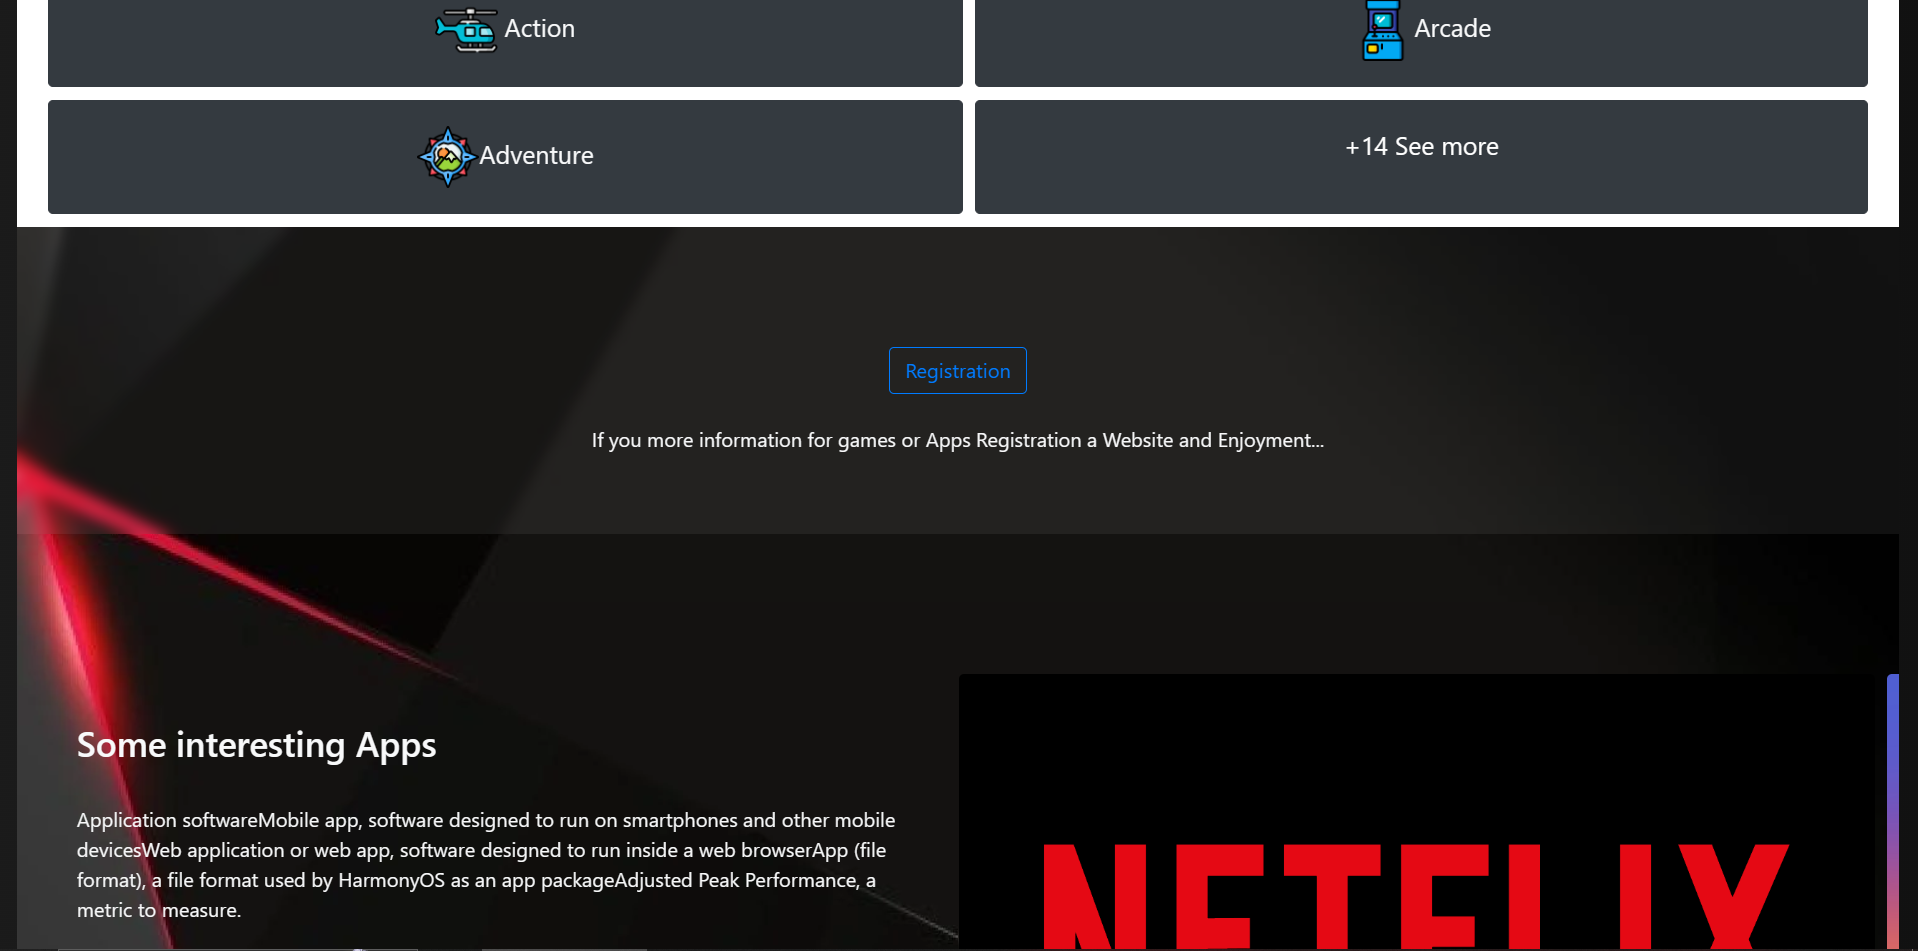 Action
Arcade
Adventure
+14 See more
Registration
If you more information for games or Apps Registration a Website and Enjoyment...
Some interesting Apps
Application softwareMobile app, software designed to run on smartphones and other mobile
devicesWeb application or web app, software designed to run inside a web browserApp (file
format), a file format used by HarmonyOS as an app packageAdjusted Peak Performance, a
metric to measure.
NETFLIX